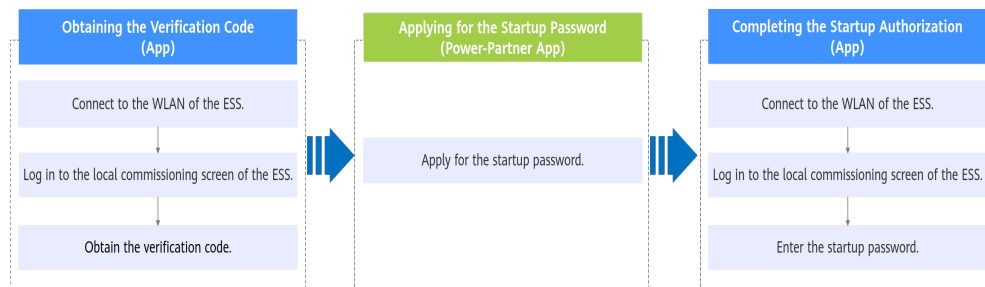 Obtaining the Verification Code
(App)
Connect to the WLAN of the ESS.
Log in to the local commissioning screen of the ESS.
Obtain the verification code.
Applying for the Startup Password
(Power-Partner App)
Apply for the startup password.
Completing the Startup Authorization
(App)
Connect to the WLAN of the ESS.
Log in to the local commissioning screen of the ESS.
Enter the startup password.